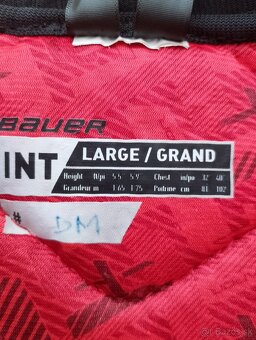 BAUER
INT LARGE / GRAND
Height Ft/pi 5'5 5'9 Chest in/po 32" 40"
Grandeur m 1.65 1.75 Poitrine cm 81 102
# DM